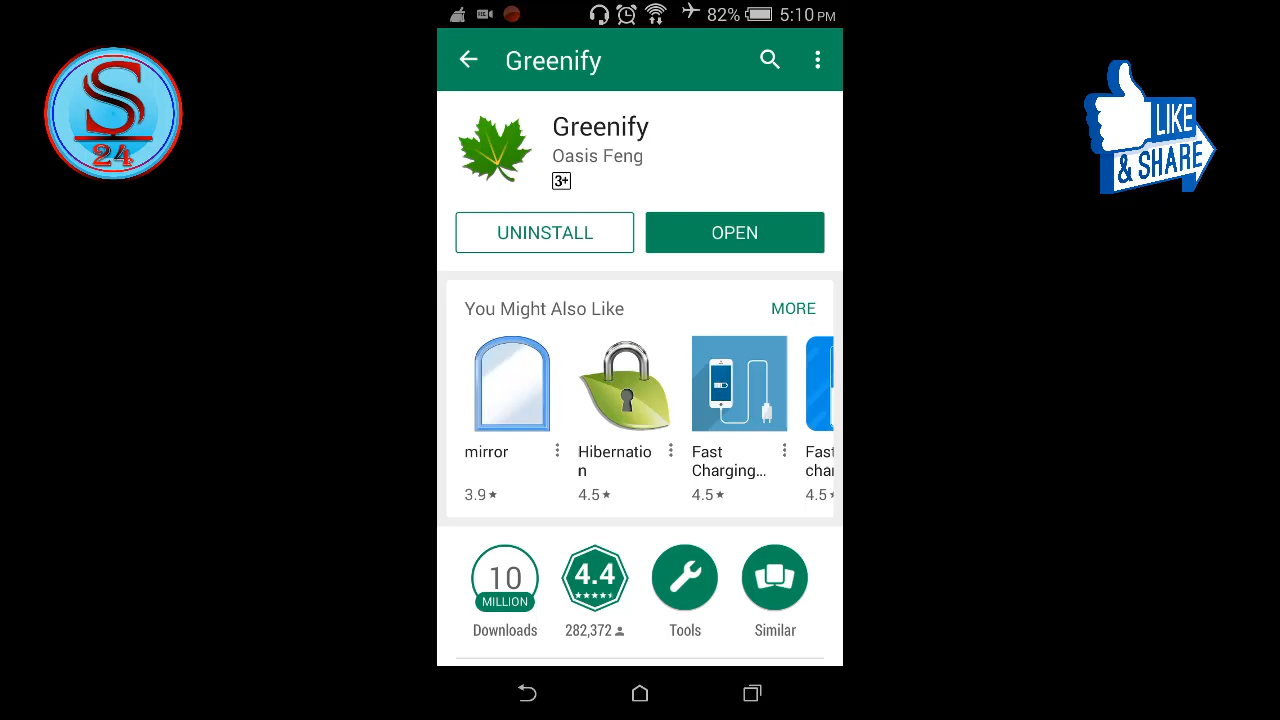 82% 5:10 PM
Greenify
S
24
LIKE
& SHARE
Greenify
Oasis Feng
3+
UNINSTALL OPEN
You Might Also Like MORE
mirror
Hibernatio
n
Fast
Charging...
Fast
char
3.9 4.5 4.5 4.5
10
MILLION
Downloads
4.4
282,372
Tools
Similar